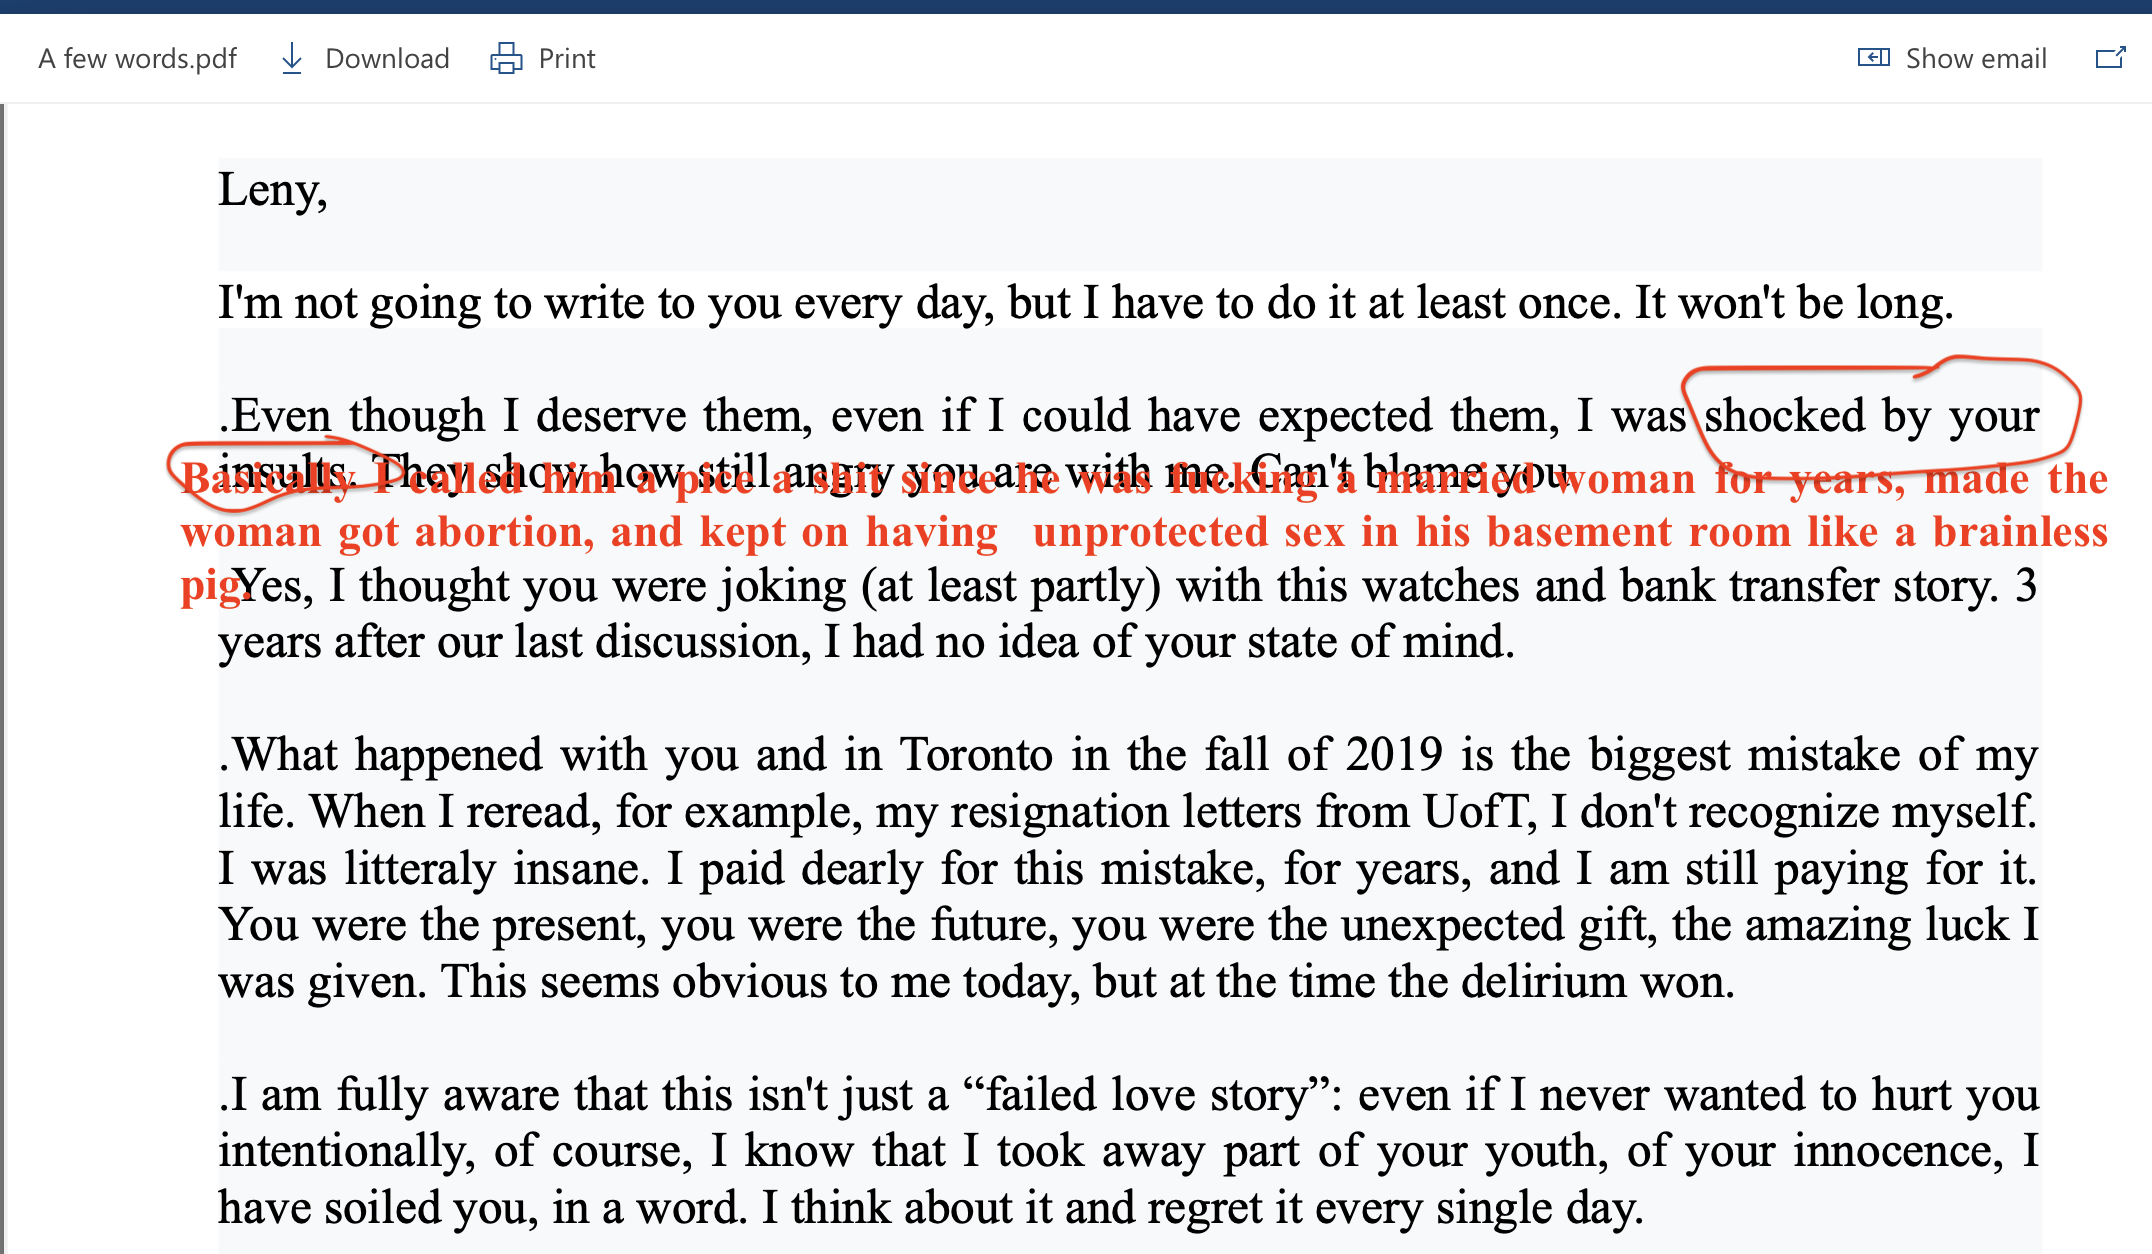 A few words.pdf Download Print Show email
Leny,
I'm not going to write to you every day, but I have to do it at least once. It won't be long.
.Even though I deserve them, even if I could have expected them, I was shocked by your
insults. They show how still angry you are with me. Can't blame you
Basically I called him a pice a shit since he was fucking a married woman for years, made the
woman got abortion, and kept on having unprotected sex in his basement room like a brainless
pig.
.Yes, I thought you were joking (at least partly) with this watches and bank transfer story. 3
years after our last discussion, I had no idea of your state of mind.
.What happened with you and in Toronto in the fall of 2019 is the biggest mistake of my
life. When I reread, for example, my resignation letters from UofT, I don't recognize myself.
I was litteraly insane. I paid dearly for this mistake, for years, and I am still paying for it.
You were the present, you were the future, you were the unexpected gift, the amazing luck I
was given. This seems obvious to me today, but at the time the delirium won.
.I am fully aware that this isn't just a “failed love story”: even if I never wanted to hurt you
intentionally, of course, I know that I took away part of your youth, of your innocence, I
have soiled you, in a word. I think about it and regret it every single day.